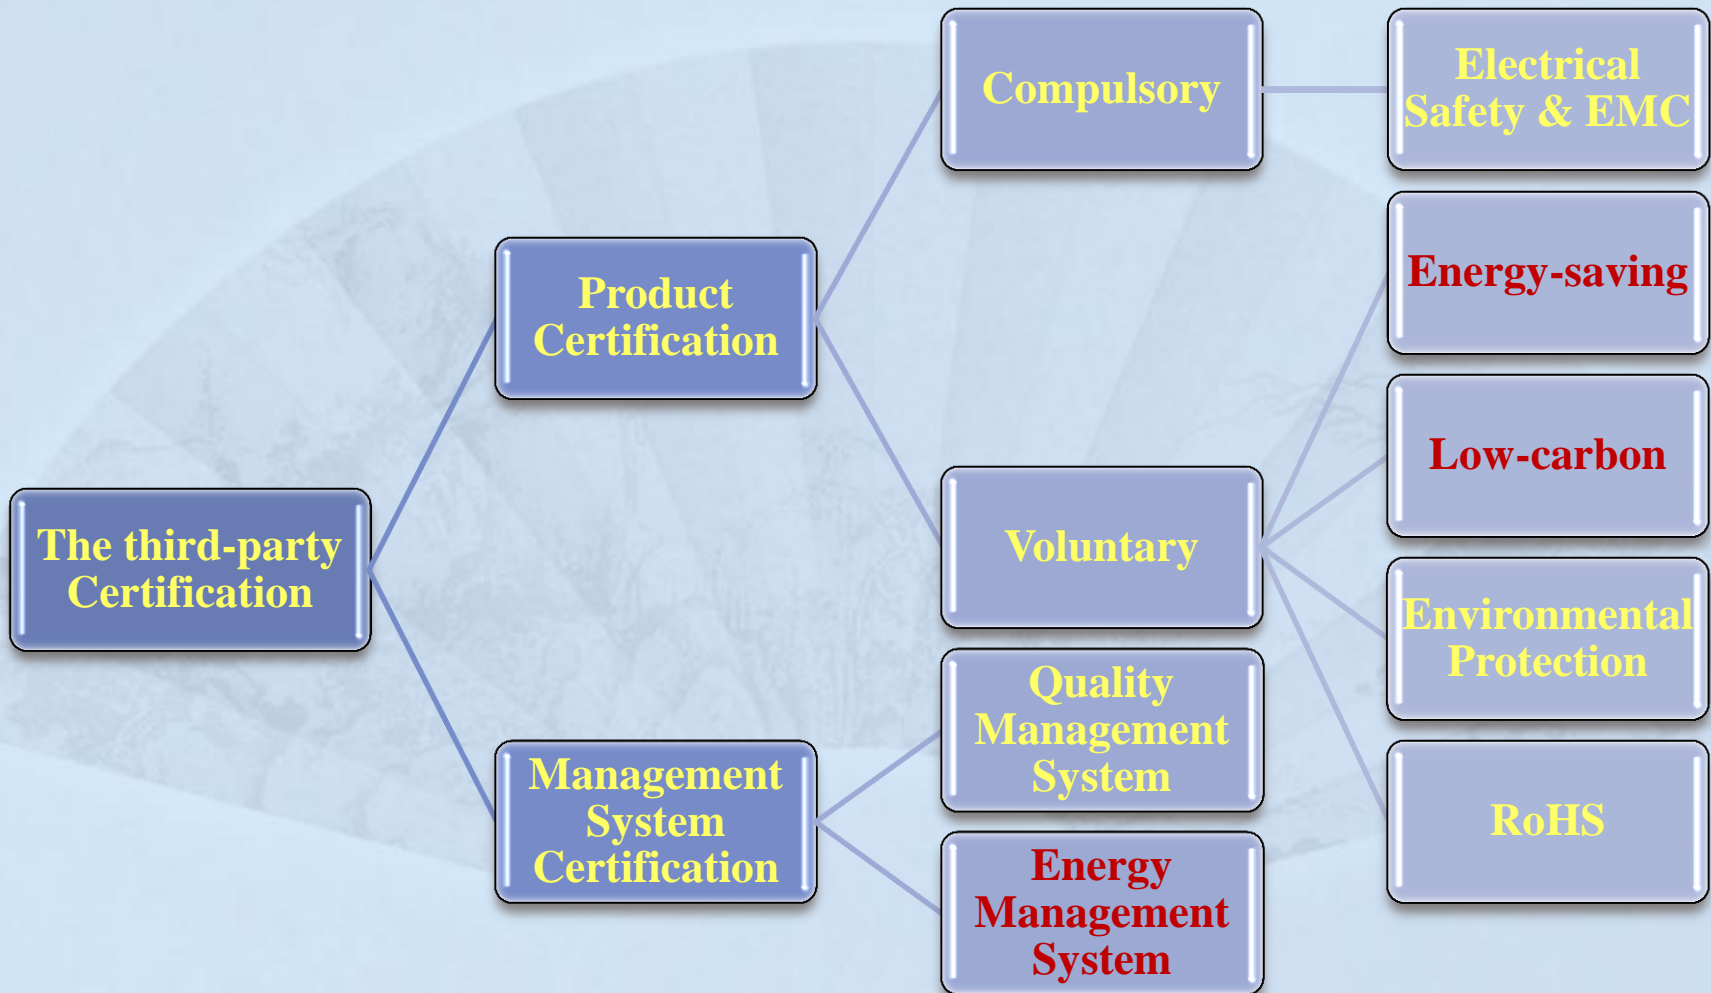 The third-party
Certification
Product
Certification
Management
System
Certification
Compulsory
Voluntary
Quality
Management
System
Energy
Management
System
Electrical
Safety & EMC
Energy-saving
Low-carbon
Environmental
Protection
RoHS